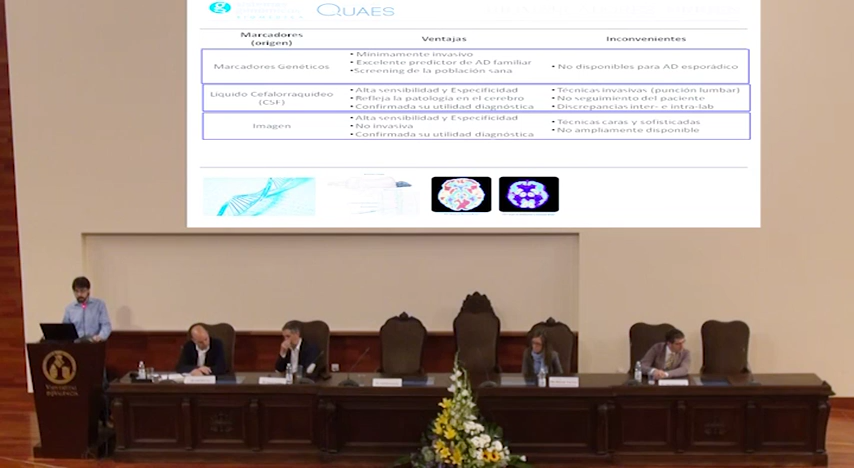 QUAES
Marcadores
(origen)
Ventajas
Inconvenientes
Marcadores Genéticos
• Mínimamente invasivo
• Excelente predictor de AD familiar
•Screening de la población sana
• No disponibles para AD esporádico
Líquido Cefalorraquídeo
(CSF)
• Alta sensibilidad y Especificidad
• Refleja la patología en el cerebro
• Confirmada su utilidad diagnóstica
• Técnicas invasivas (punción lumbar)
• No seguimiento del paciente
• Discrepancias inter- e intra-lab
Imagen
• Alta sensibilidad y Especificidad
• No invasiva
• Confirmada su utilidad diagnóstica
• Técnicas caras y sofisticadas
• No ampliamente disponible